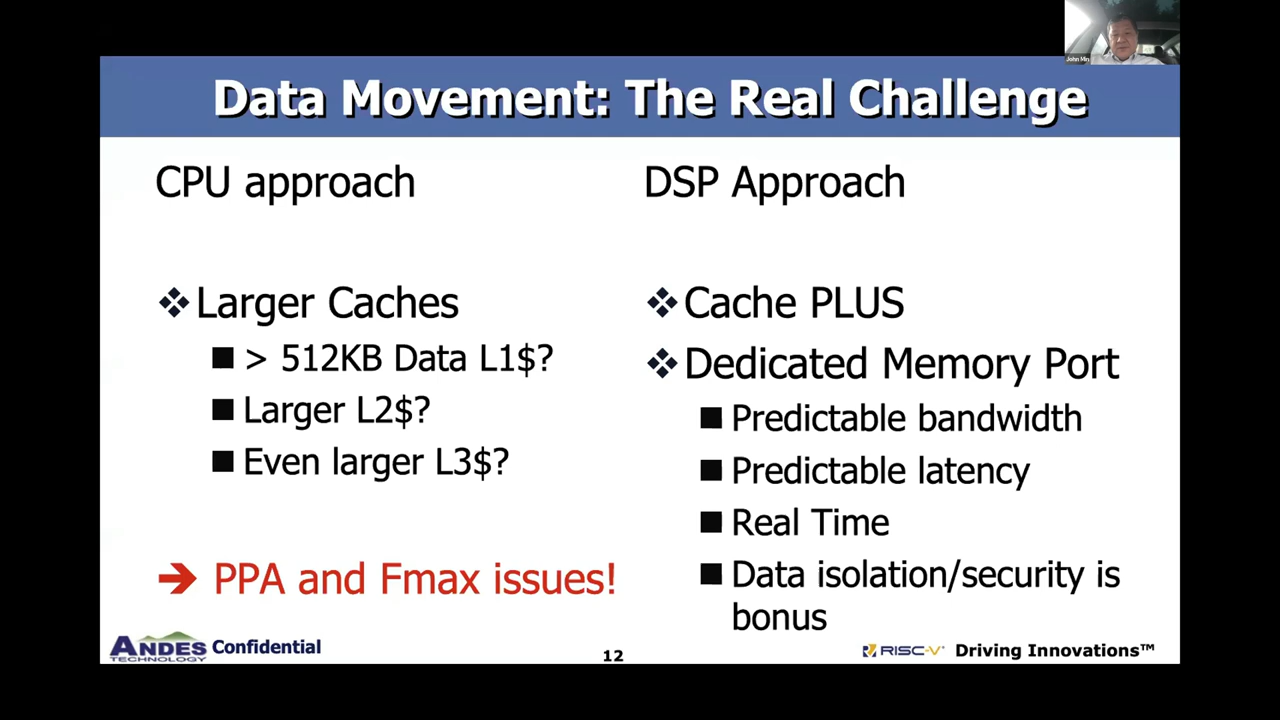 John Min
Data Movement: The Real Challenge
CPU approach
❖ Larger Caches
■ > 512KB Data L1$?
■ Larger L2$?
■ Even larger L3$?
➔ PPA and Fmax issues!
DSP Approach
❖ Cache PLUS
❖ Dedicated Memory Port
■ Predictable bandwidth
■ Predictable latency
■ Real Time
■ Data isolation/security is
bonus
ANDES
TECHNOLOGY
Confidential
12
RISC-V®
Driving Innovations™